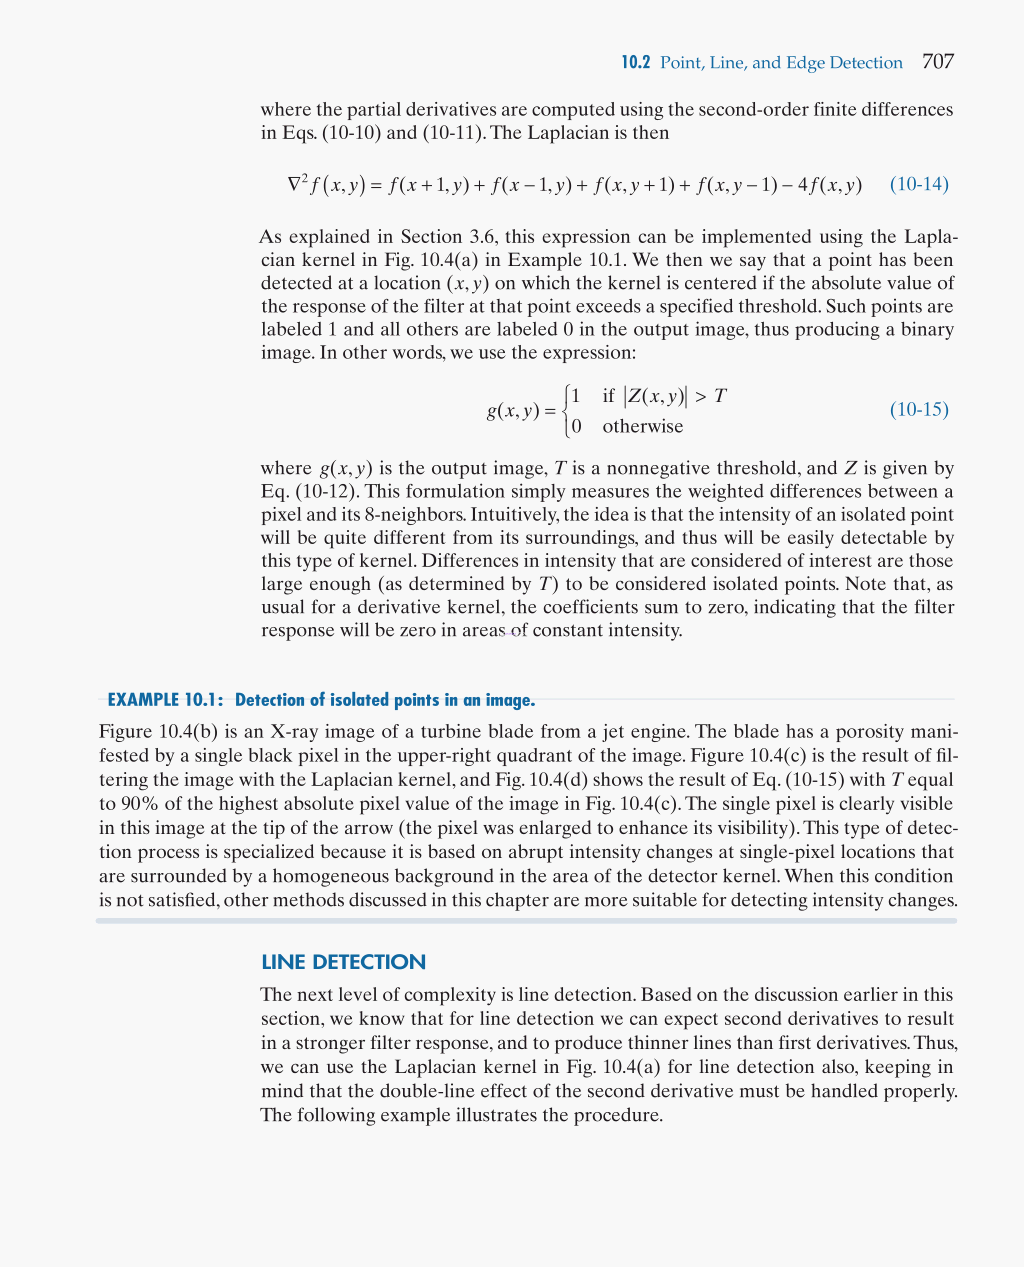 10.2 Point, Line, and Edge Detection 707
where the partial derivatives are computed using the second-order finite differences
in Eqs. (10-10) and (10-11). The Laplacian is then
∇²f(x, y) = f(x + 1, y) + f(x − 1, y) + f(x, y + 1) + f(x, y − 1) − 4f(x, y) (10-14)
As explained in Section 3.6, this expression can be implemented using the Lapla-
cian kernel in Fig. 10.4(a) in Example 10.1. We then we say that a point has been
detected at a location (x, y) on which the kernel is centered if the absolute value of
the response of the filter at that point exceeds a specified threshold. Such points are
labeled 1 and all others are labeled 0 in the output image, thus producing a binary
image. In other words, we use the expression:
g(x, y) = { 1 if |Z(x, y)| > T
0 otherwise (10-15)
where g(x, y) is the output image, T is a nonnegative threshold, and Z is given by
Eq. (10-12). This formulation simply measures the weighted differences between a
pixel and its 8-neighbors. Intuitively, the idea is that the intensity of an isolated point
will be quite different from its surroundings, and thus will be easily detectable by
this type of kernel. Differences in intensity that are considered of interest are those
large enough (as determined by T) to be considered isolated points. Note that, as
usual for a derivative kernel, the coefficients sum to zero, indicating that the filter
response will be zero in areas of constant intensity.
EXAMPLE 10.1: Detection of isolated points in an image.
Figure 10.4(b) is an X-ray image of a turbine blade from a jet engine. The blade has a porosity mani-
fested by a single black pixel in the upper-right quadrant of the image. Figure 10.4(c) is the result of fil-
tering the image with the Laplacian kernel, and Fig. 10.4(d) shows the result of Eq. (10-15) with T equal
to 90% of the highest absolute pixel value of the image in Fig. 10.4(c). The single pixel is clearly visible
in this image at the tip of the arrow (the pixel was enlarged to enhance its visibility). This type of detec-
tion process is specialized because it is based on abrupt intensity changes at single-pixel locations that
are surrounded by a homogeneous background in the area of the detector kernel. When this condition
is not satisfied, other methods discussed in this chapter are more suitable for detecting intensity changes.
LINE DETECTION
The next level of complexity is line detection. Based on the discussion earlier in this
section, we know that for line detection we can expect second derivatives to result
in a stronger filter response, and to produce thinner lines than first derivatives. Thus,
we can use the Laplacian kernel in Fig. 10.4(a) for line detection also, keeping in
mind that the double-line effect of the second derivative must be handled properly.
The following example illustrates the procedure.